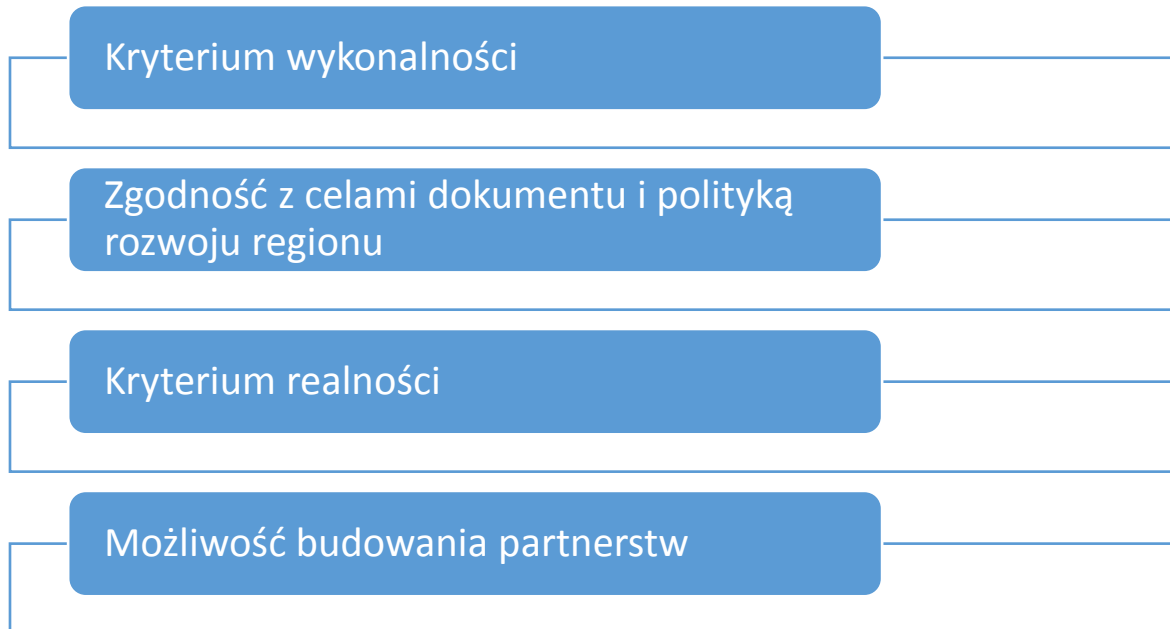 Kryterium wykonalności
Zgodność z celami dokumentu i polityką
rozwoju regionu
Kryterium realności
Możliwość budowania partnerstw